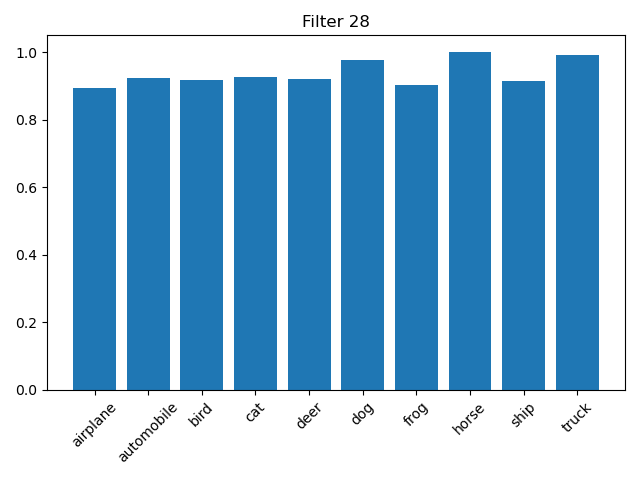 Filter 28
1.0
0.8
0.6
0.4
0.2
0.0
airplane
automobile
bird
cat
deer
dog
frog
horse
ship
truck